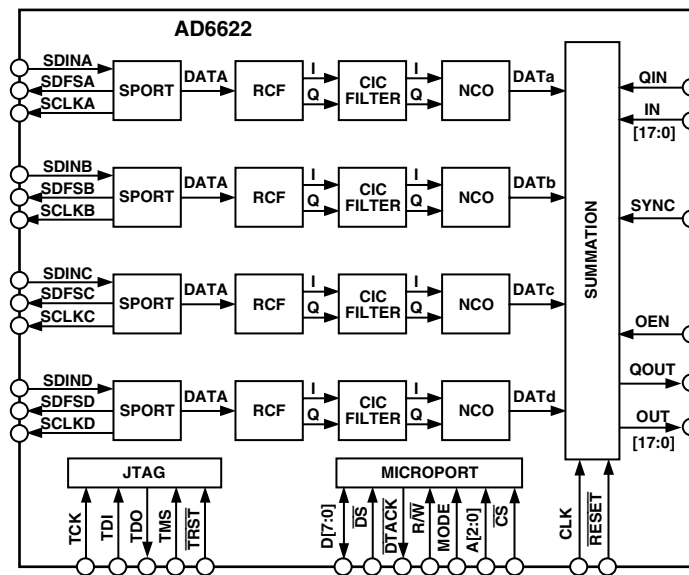 AD6622
SDINA
SDFSA
SCLKA
SPORT
DATA
RCF
I
Q
CIC
FILTER
I
Q
NCO
DATa
SDINB
SDFSB
SCLKB
SPORT
DATA
RCF
I
Q
CIC
FILTER
I
Q
NCO
DATb
SDINC
SDFSC
SCLKC
SPORT
DATA
RCF
I
Q
CIC
FILTER
I
Q
NCO
DATc
SDIND
SDFSD
SCLKD
SPORT
DATA
RCF
I
Q
CIC
FILTER
I
Q
NCO
DATd
SUMMATION
QIN
IN
[17:0]
SYNC
OEN
QOUT
OUT
[17:0]
JTAG
TCK
TDI
TDO
TMS
TRST
MICROPORT
D[7:0]
DS
DTACK
R/W
MODE
A[2:0]
CS
CLK
RESET